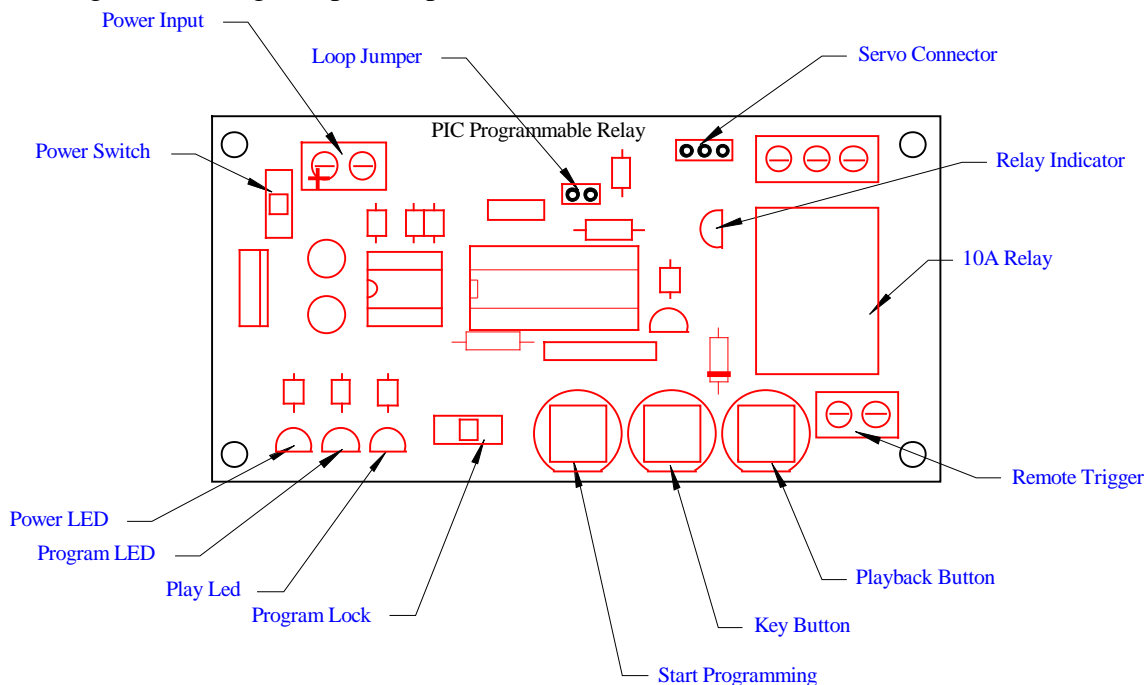 Power Input
Loop Jumper
Servo Connector
PIC Programmable Relay
Power Switch
Relay Indicator
10A Relay
Remote Trigger
Power LED
Program LED
Play Led
Program Lock
Playback Button
Key Button
Start Programming